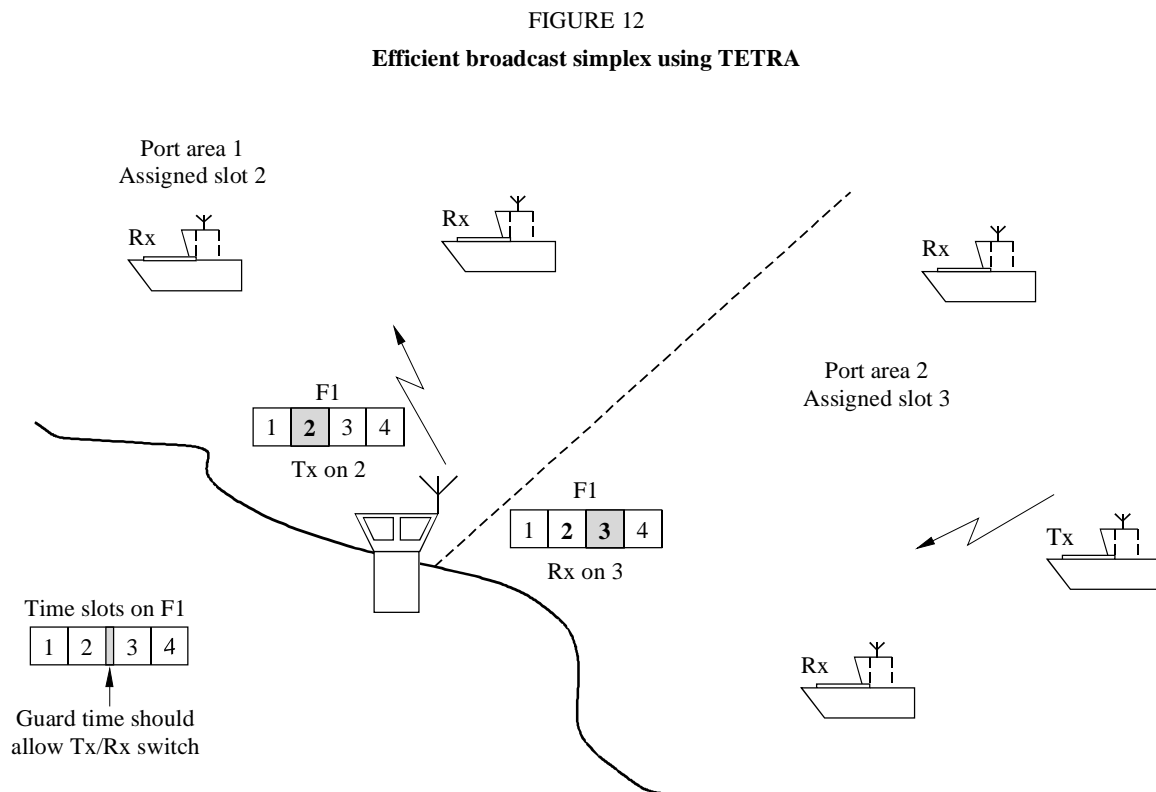 FIGURE 12
Efficient broadcast simplex using TETRA
Port area 1
Assigned slot 2
Rx
Rx
Rx
Port area 2
Assigned slot 3
F1
1 2 3 4
Tx on 2
F1
1 2 3 4
Rx on 3
Tx
Time slots on F1
1 2 3 4
Guard time should
allow Tx/Rx switch
Rx